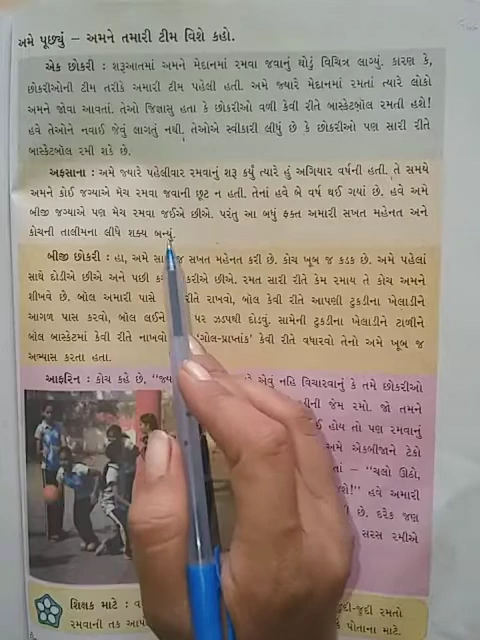 અમે પૂછ્યું – અમને તમારી ટીમ વિશે કહો.
એક છોકરી : શરૂઆતમાં અમને મેદાનમાં રમવા જવાનું થોડું વિચિત્ર લાગ્યું. કારણ કે,
છોકરીઓની ટીમ તરીકે અમારી ટીમ પહેલી હતી. અમે જ્યારે મેદાનમાં રમતાં ત્યારે લોકો
અમને જોવા આવતાં. તેઓ જિજ્ઞાસુ હતા કે છોકરીઓ વળી કેવી રીતે બાસ્કેટબૉલ રમતી હશે!
હવે તેઓને નવાઈ જેવું લાગતું નથી, તેઓએ સ્વીકારી લીધું છે કે છોકરીઓ પણ સારી રીતે
બાસ્કેટબૉલ રમી શકે છે.
અફસાના : અમે જ્યારે પહેલીવાર રમવાનું શરૂ કર્યું ત્યારે હું અગિયાર વર્ષની હતી. તે સમયે
અમને કોઈ જગ્યાએ મૅચ રમવા જવાની છૂટ ન હતી. તેનાં હવે બે વર્ષ થઈ ગયાં છે. હવે અમે
બીજી જગ્યાએ પણ મૅચ રમવા જઈએ છીએ. પરંતુ આ બધું ફક્ત અમારી સખત મહેનત અને
કોચની તાલીમના લીધે શક્ય બન્યું.
બીજી છોકરી : હા, અમે સખત મહેનત કરી છે. કોચ ખૂબ જ કડક છે. અમે પહેલાં
સાથે દોડીએ છીએ અને પછી કરીએ છીએ. રમત સારી રીતે કેમ રમાય તે કોચ અમને
શીખવે છે. બૉલ અમારી પાસે રીતે રાખવો, બૉલ કેવી રીતે આપણી ટુકડીના ખેલાડીને
આગળ પાસ કરવો, બૉલ લઈને પર ઝડપથી દોડવું. સામેની ટુકડીના ખેલાડીને ટાળીને
બૉલ બાસ્કેટમાં કેવી રીતે નાખવો 'ગોલ-પ્રાપ્તાંક' કેવી રીતે વધારવો તેનો અમે ખૂબ જ
અભ્યાસ કરતા હતા.
આફરિન : કોચ કહે છે, "જ્ય એવું નહિ વિચારવાનું કે તમે છોકરીઓ
જેમ રમો. જો તમને
હોય તો પણ રમવાનું
અમે એકબીજાને ટેકો
"ચલો ઊઠો,
હવે અમારી
છે. દરેક જણ
સરસ રમીએ
શિક્ષક માટે : જુદી-જુદી રમતો
રમવાની તક પોતાના માટે